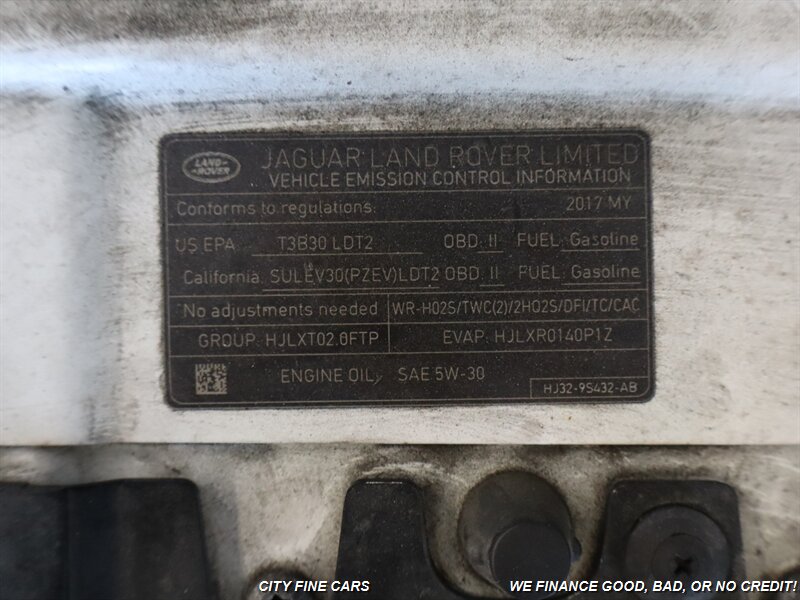 LAND-
-ROVER
JAGUAR LAND ROVER LIMITED
VEHICLE EMISSION CONTROL INFORMATION
Conforms to regulations: 2017 MY
US EPA T3B30 LDT2 OBD: II FUEL: Gasoline
California SULEV30(PZEV)LDT2 OBD: II FUEL: Gasoline
No adjustments needed WR-HO2S/TWC(2)/2HO2S/DFI/TC/CAC
GROUP: HJLXT02.0FTP EVAP: HJLXR0140P1Z
ENGINE OIL: SAE 5W-30
HJ32-9S432-AB
CITY FINE CARS WE FINANCE GOOD, BAD, OR NO CREDIT!